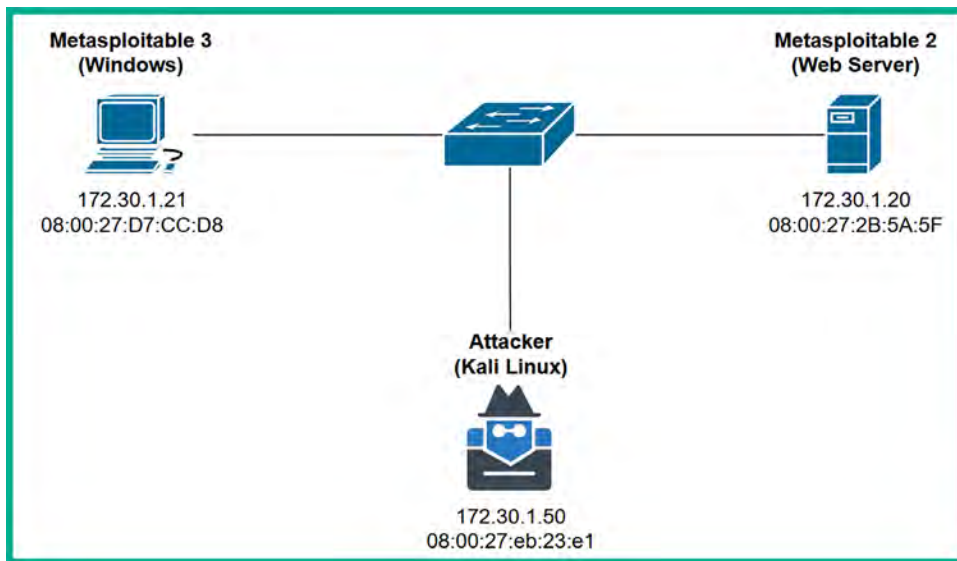 Metasploitable 3
(Windows)
172.30.1.21
08:00:27:D7:CC:D8
Metasploitable 2
(Web Server)
172.30.1.20
08:00:27:2B:5A:5F
Attacker
(Kali Linux)
172.30.1.50
08:00:27:eb:23:e1